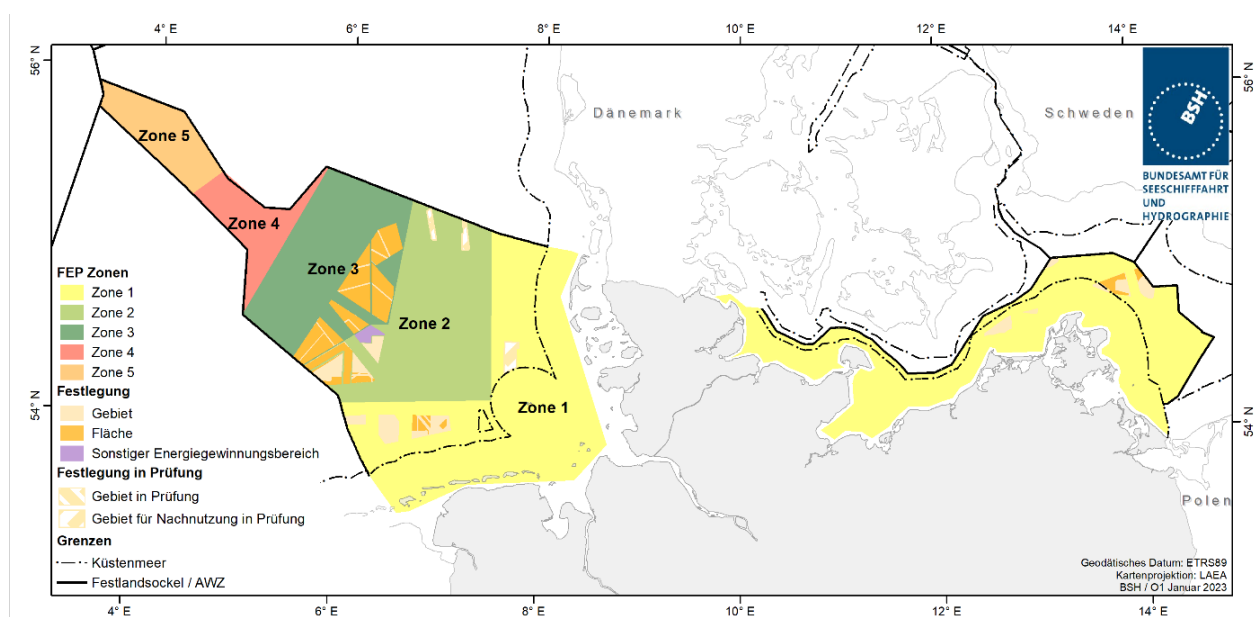 4° E 6° E 8° E 10° E 12° E 14° E
56° N
56° N
Dänemark
Schweden
BSH
BUNDESAMT FÜR
SEESCHIFFFAHRT
UND
HYDROGRAPHIE
Zone 5
Zone 4
Zone 3
Zone 2
Zone 1
FEP Zonen
Zone 1
Zone 2
Zone 3
Zone 4
Zone 5
Festlegung
Gebiet
Fläche
Sonstiger Energiegewinnungsbereich
Festlegung in Prüfung
Gebiet in Prüfung
Gebiet für Nachnutzung in Prüfung
Grenzen
Küstenmeer
Festlandsockel / AWZ
54° N
54° N
Polen
Geodätisches Datum: ETRS89
Kartenprojektion: LAEA
BSH / O1 Januar 2023
4° E 6° E 8° E 10° E 12° E 14° E